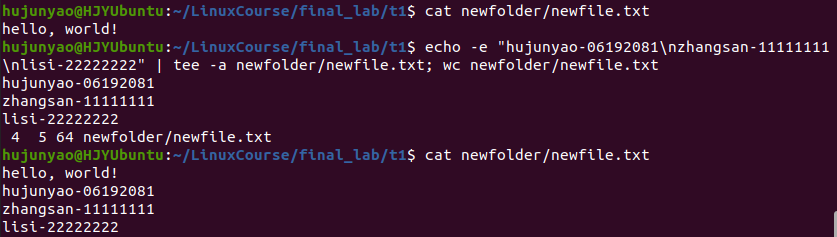 hujunyao@HJYUbuntu:~/LinuxCourse/final_lab/t1$ cat newfolder/newfile.txt
hello, world!
hujunyao@HJYUbuntu:~/LinuxCourse/final_lab/t1$ echo -e "hujunyao-06192081\nzhangsan-11111111
\nlisi-22222222" | tee -a newfolder/newfile.txt; wc newfolder/newfile.txt
hujunyao-06192081
zhangsan-11111111
lisi-22222222
 4  5 64 newfolder/newfile.txt
hujunyao@HJYUbuntu:~/LinuxCourse/final_lab/t1$ cat newfolder/newfile.txt
hello, world!
hujunyao-06192081
zhangsan-11111111
lisi-22222222